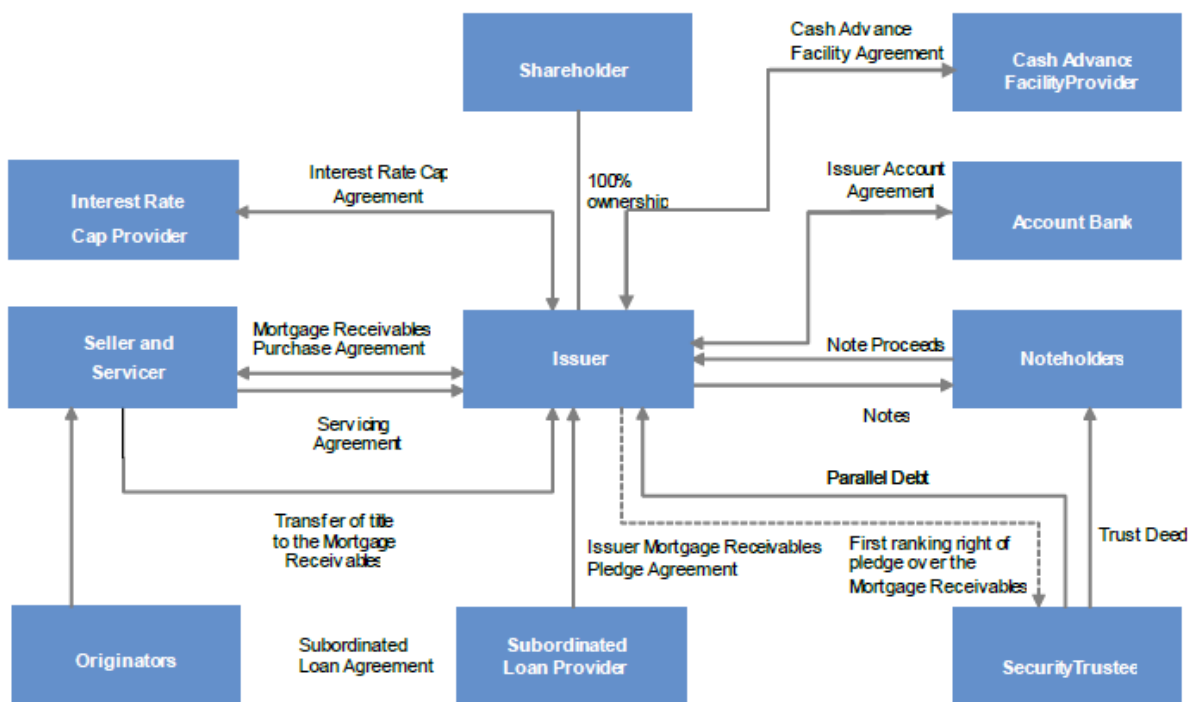 Shareholder
Cash Advance
Facility Agreement
Cash Advance
FacilityProvider
Interest Rate
Cap Provider
Interest Rate Cap
Agreement
100%
ownership
Issuer Account
Agreement
Account Bank
Seller and
Servicer
Mortgage Receivables
Purchase Agreement
Issuer
Note Proceeds
Noteholders
Servicing
Agreement
Notes
Parallel Debt
Transfer of title
to the Mortgage
Receivables
Issuer Mortgage Receivables
Pledge Agreement
First ranking right of
pledge over the
Mortgage Receivables
Trust Deed
Originators
Subordinated
Loan Agreement
Subordinated
Loan Provider
SecurityTrustee